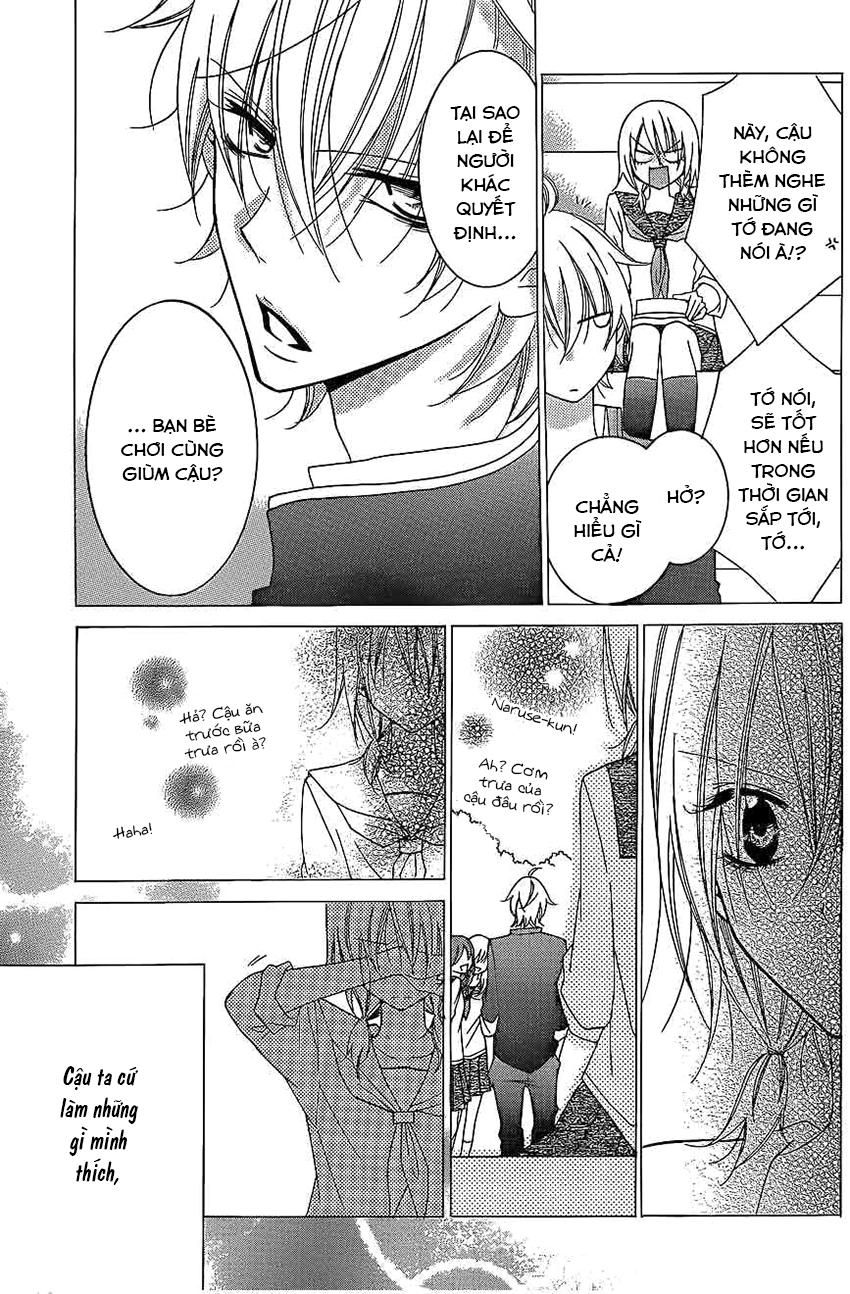 NÀY, CẬU
KHÔNG
THÈM NGHE
NHỮNG GÌ
TỚ ĐANG
NÓI À!?
TỚ NÓI,
SẼ TỐT
HƠN NẾU
TRONG
THỜI GIAN
SẮP TỚI,
TỚ...
HỞ?
CHẲNG
HIỂU GÌ
CẢ!
TẠI SAO
LẠI ĐỂ
NGƯỜI
KHÁC
QUYẾT
ĐỊNH...
... BẠN BÈ
CHƠI CÙNG
GIÙM CẬU?
Naruse-kun!
Ah? Cơm
trưa của
cậu đâu rồi?
Hả? Cậu ăn
trước bữa
trưa rồi à?
Haha!
Cậu ta cứ
làm những
gì mình
thích,